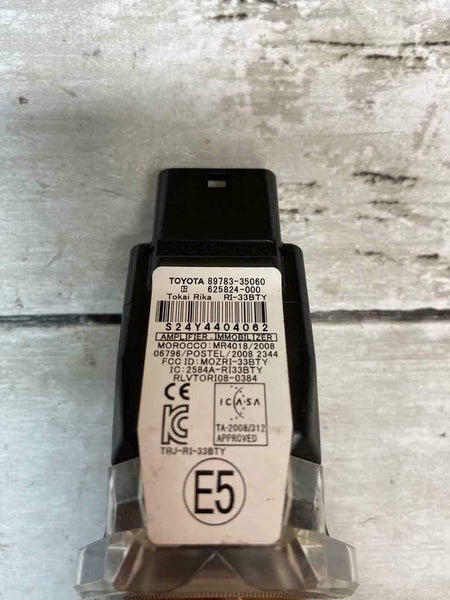 TOYOTA 89783-35060
625824-000
Tokai Rika RI-33BTY
S24Y4404062
AMPLIFIER, IMMOBILIZER
MOROCCO: MR4018/2008
06796/POSTEL/2008 2344
FCC ID: MOZRI-33BTY
IC: 2584A-RI33BTY
RLVTORI08-0384
CE
ICASA
TA-2008/312
APPROVED
TRJ-RI-33BTY
E5